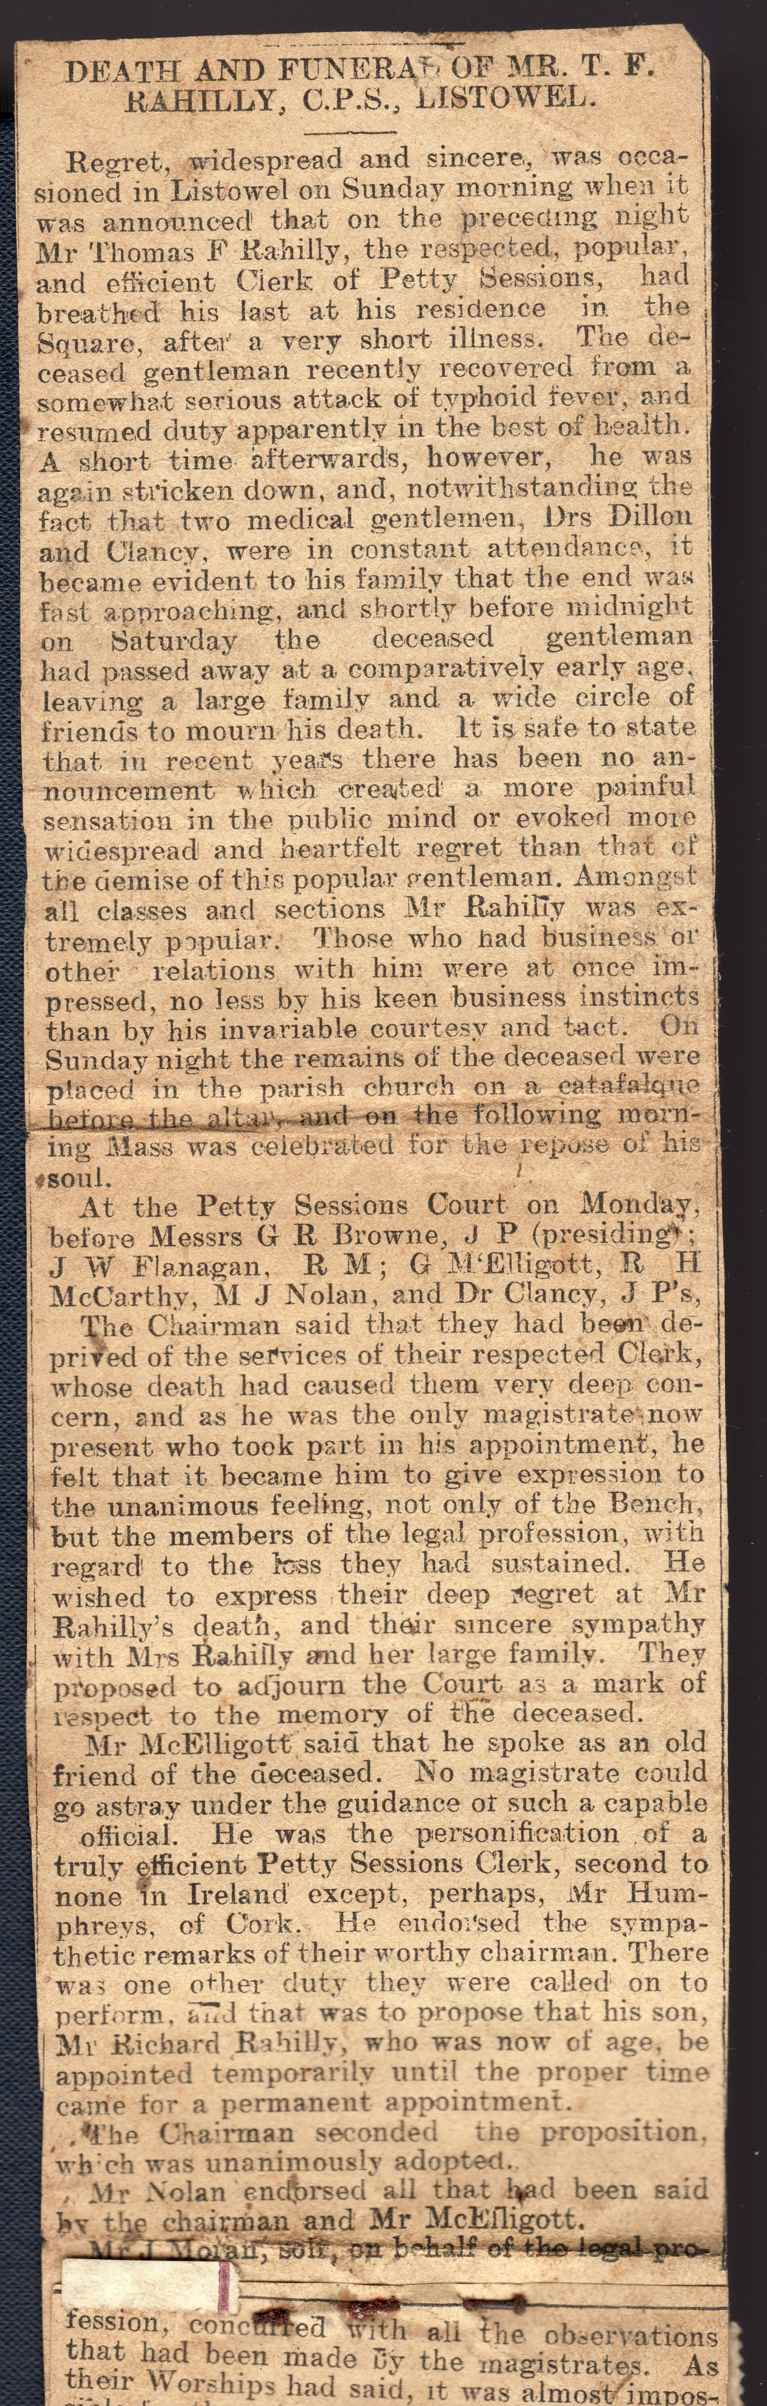 DEATH AND FUNERAL OF MR. T. F.
RAHILLY, C.P.S., LISTOWEL.
Regret, widespread and sincere, was occa-
sioned in Listowel on Sunday morning when it
was announced that on the preceding night
Mr Thomas F Rahilly, the respected, popular,
and efficient Clerk of Petty Sessions, had
breathed his last at his residence in the
Square, after a very short illness. The de-
ceased gentleman recently recovered from a
somewhat serious attack of typhoid fever, and
resumed duty apparently in the best of health.
A short time afterwards, however, he was
again stricken down, and, notwithstanding the
fact that two medical gentlemen, Drs Dillon
and Clancy, were in constant attendance, it
became evident to his family that the end was
fast approaching, and shortly before midnight
on Saturday the deceased gentleman
had passed away at a comparatively early age,
leaving a large family and a wide circle of
friends to mourn his death. It is safe to state
that in recent years there has been no an-
nouncement which created a more painful
sensation in the public mind or evoked more
widespread and heartfelt regret than that of
the demise of this popular gentleman. Amongst
all classes and sections Mr Rahilly was ex-
tremely popular. Those who had business or
other relations with him were at once im-
pressed, no less by his keen business instincts
than by his invariable courtesy and tact. On
Sunday night the remains of the deceased were
placed in the parish church on a catafalque
before the altar, and on the following morn-
ing Mass was celebrated for the repose of his
soul.
At the Petty Sessions Court on Monday,
before Messrs G R Browne, J P (presiding);
J W Flanagan, R M; G M'Elligott, R H
McCarthy, M J Nolan, and Dr Clancy, J P's,
The Chairman said that they had been de-
prived of the services of their respected Clerk,
whose death had caused them very deep con-
cern, and as he was the only magistrate now
present who took part in his appointment, he
felt that it became him to give expression to
the unanimous feeling, not only of the Bench,
but the members of the legal profession, with
regard to the loss they had sustained. He
wished to express their deep regret at Mr
Rahilly's death, and their sincere sympathy
with Mrs Rahilly and her large family. They
proposed to adjourn the Court as a mark of
respect to the memory of the deceased.
Mr McElligott said that he spoke as an old
friend of the deceased. No magistrate could
go astray under the guidance of such a capable
official. He was the personification of a
truly efficient Petty Sessions Clerk, second to
none in Ireland except, perhaps, Mr Hum-
phreys, of Cork. He endorsed the sympa-
thetic remarks of their worthy chairman. There
was one other duty they were called on to
perform, and that was to propose that his son,
Mr Richard Rahilly, who was now of age, be
appointed temporarily until the proper time
came for a permanent appointment.
The Chairman seconded the proposition,
which was unanimously adopted.
Mr Nolan endorsed all that had been said
by the chairman and Mr McElligott.
Mr J Moran, solr, on behalf of the legal pro-
fession, concurred with all the observations
that had been made by the magistrates. As
their Worships had said, it was almost impos-